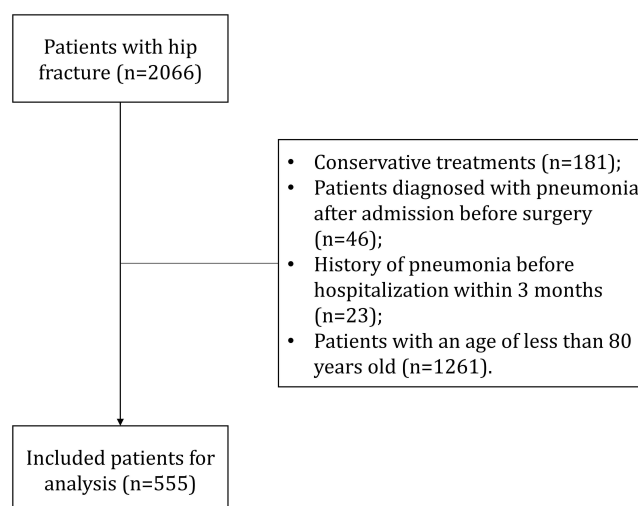 Patients with hip
fracture (n=2066)
• Conservative treatments (n=181);
• Patients diagnosed with pneumonia
after admission before surgery
(n=46);
• History of pneumonia before
hospitalization within 3 months
(n=23);
• Patients with an age of less than 80
years old (n=1261).
Included patients for
analysis (n=555)